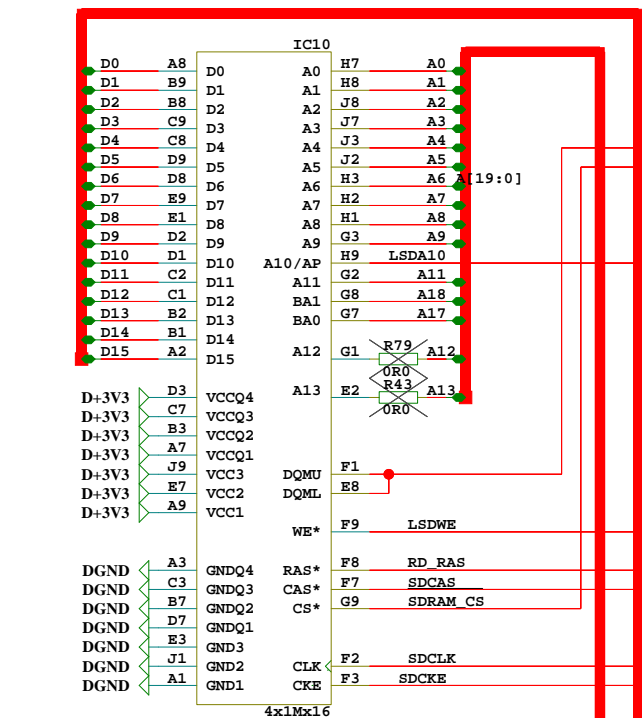 IC10
D0 A8 D0 A0 H7 A0
D1 B9 D1 A1 H8 A1
D2 B8 D2 A2 J8 A2
D3 C9 D3 A3 J7 A3
D4 C8 D4 A4 J3 A4
D5 D9 D5 A5 J2 A5
D6 D8 D6 A6 H3 A6 A[19:0]
D7 E9 D7 A7 H2 A7
D8 E1 D8 A8 H1 A8
D9 D2 D9 A9 G3 A9
D10 D1 D10 A10/AP H9 LSDA10
D11 C2 D11 A11 G2 A11
D12 C1 D12 BA1 G8 A18
D13 B2 D13 BA0 G7 A17
D14 B1 D14
R79
D15 A2 D15 A12 G1 A12
0R0
R43
D+3V3 D3 VCCQ4 A13 E2 A13
0R0
D+3V3 C7 VCCQ3
D+3V3 B3 VCCQ2
D+3V3 A7 VCCQ1
D+3V3 J9 VCC3 DQMU F1
D+3V3 E7 VCC2 DQML E8
D+3V3 A9 VCC1
WE* F9 LSDWE
DGND A3 GNDQ4 RAS* F8 RD_RAS
DGND C3 GNDQ3 CAS* F7 SDCAS
DGND B7 GNDQ2 CS* G9 SDRAM_CS
DGND D7 GNDQ1
DGND E3 GND3
DGND J1 GND2 CLK F2 SDCLK
DGND A1 GND1 CKE F3 SDCKE
4x1Mx16